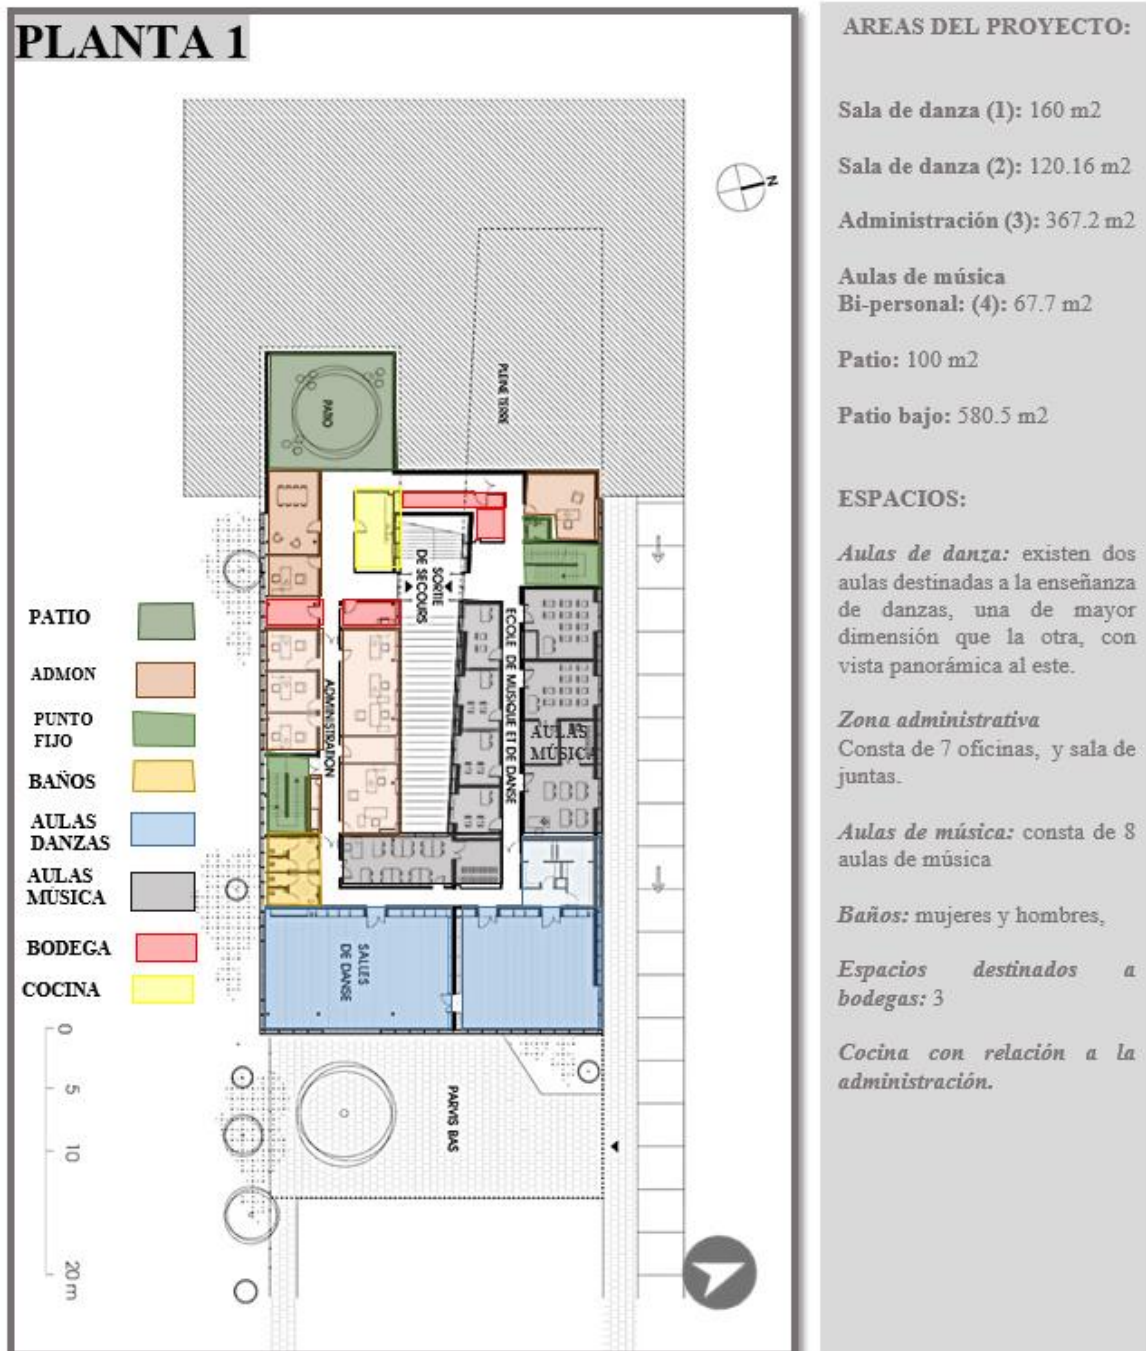 PLANTA 1
N
PLEINE TERRE
PATIO
SORTIE
DE SECOURS
ECOLE DE MUSIQUE ET DE DANSE
ADMINISTRATION
AULAS
MÚSICA
SALLES
DE DANSE
PARVIS BAS
PATIO
ADMON
PUNTO
FIJO
BAÑOS
AULAS
DANZAS
AULAS
MÚSICA
BODEGA
COCINA
0
5
10
20 m
AREAS DEL PROYECTO:
Sala de danza (1): 160 m2
Sala de danza (2): 120.16 m2
Administración (3): 367.2 m2
Aulas de música
Bi-personal: (4): 67.7 m2
Patio: 100 m2
Patio bajo: 580.5 m2
ESPACIOS:
Aulas de danza: existen dos
aulas destinadas a la enseñanza
de danzas, una de mayor
dimensión que la otra, con
vista panorámica al este.
Zona administrativa
Consta de 7 oficinas, y sala de
juntas.
Aulas de música: consta de 8
aulas de música
Baños: mujeres y hombres,
Espacios destinados a
bodegas: 3
Cocina con relación a la
administración.